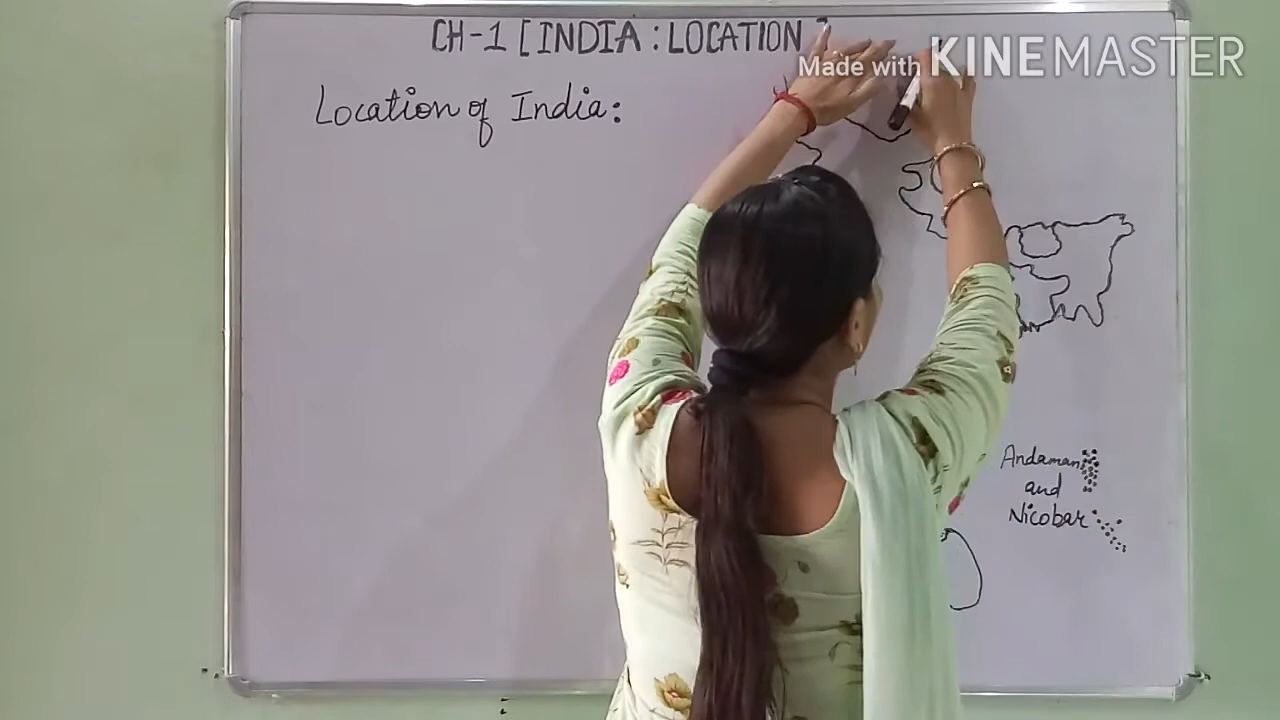 CH-1 [INDIA : LOCATION ]
Made with KINEMASTER
Location of India:
Andaman
and
Nicobar